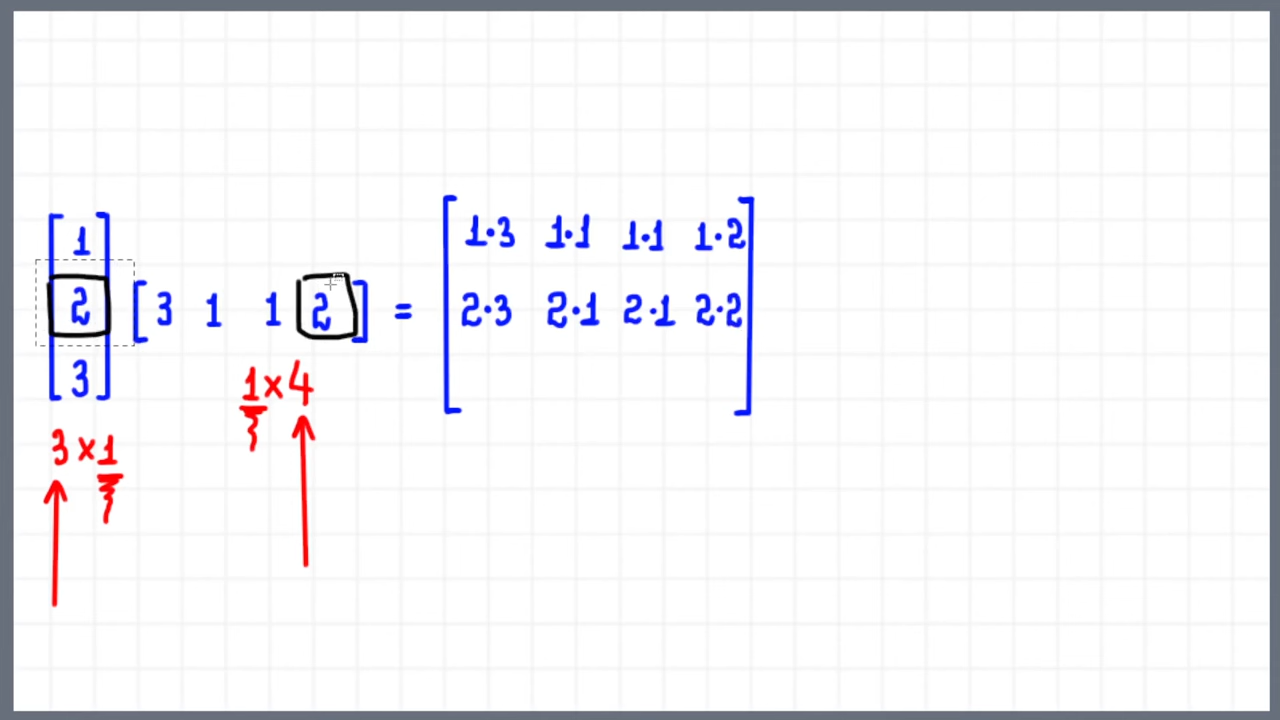 [1 2 3] [3 1 1 2] = [1·3 1·1 1·1 1·2
2·3 2·1 2·1 2·2]
1×4
3×1